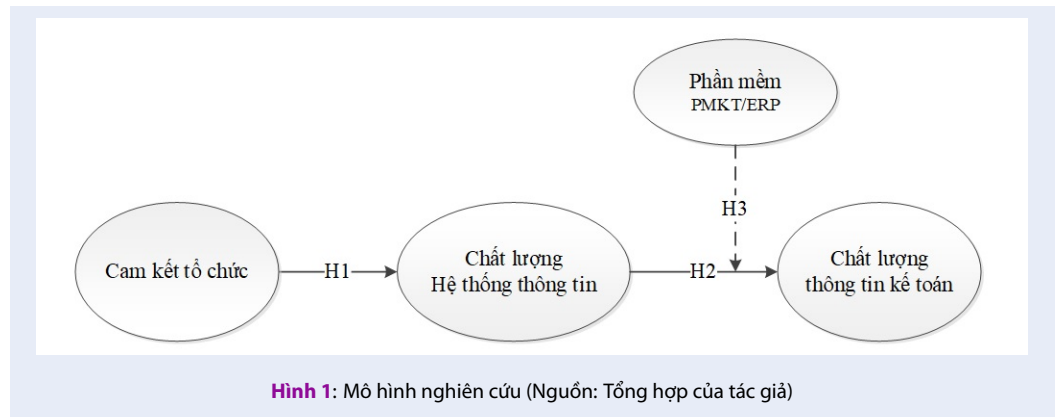 Phần mềm
PMKT/ERP
H3
Cam kết tổ chức
H1
Chất lượng
Hệ thống thông tin
H2
Chất lượng
thông tin kế toán
Hình 1: Mô hình nghiên cứu (Nguồn: Tổng hợp của tác giả)